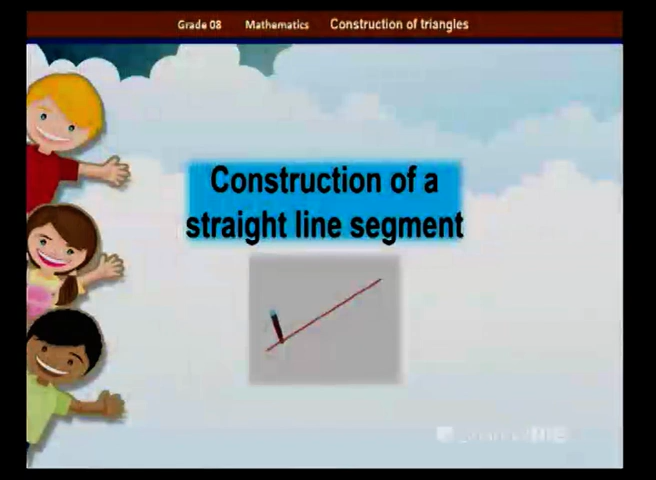 Grade 08 Mathematics Construction of triangles
Construction of a
straight line segment